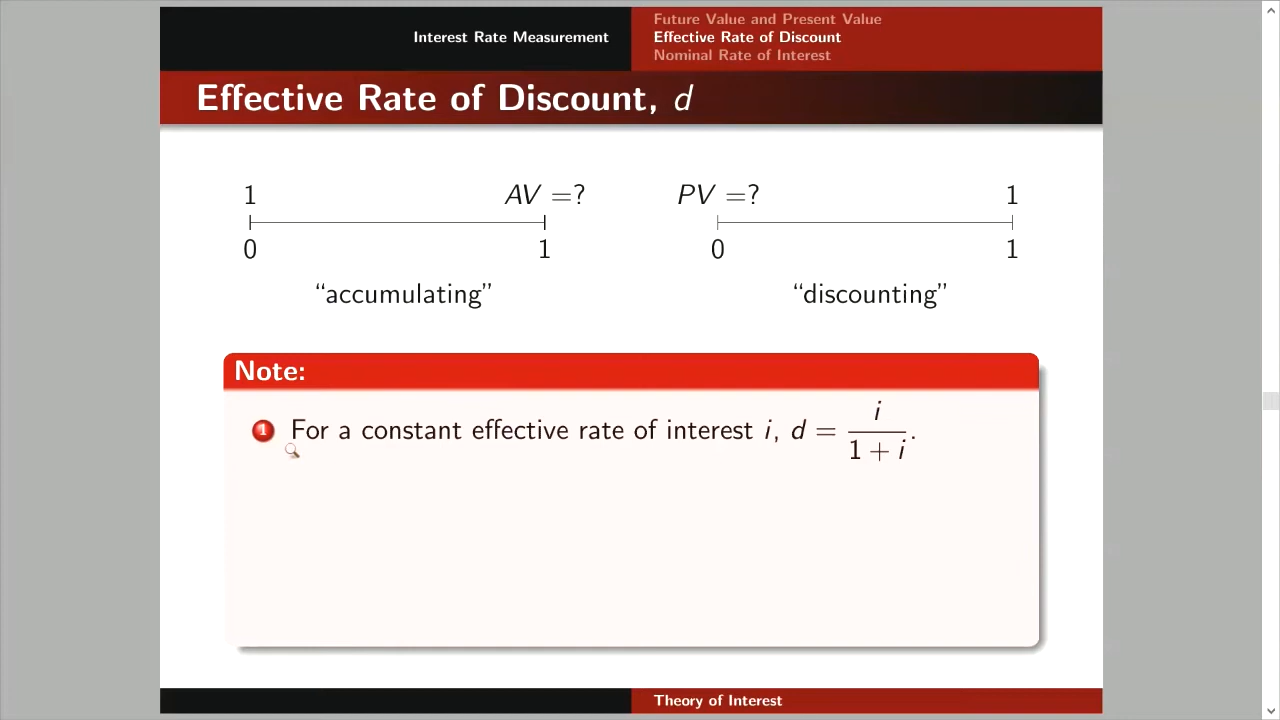 Interest Rate Measurement
Future Value and Present Value
Effective Rate of Discount
Nominal Rate of Interest
Effective Rate of Discount, d
1 AV =? PV =? 1
0 1 0 1
“accumulating” “discounting”
Note:
1 For a constant effective rate of interest i, d = i / (1 + i).
Theory of Interest